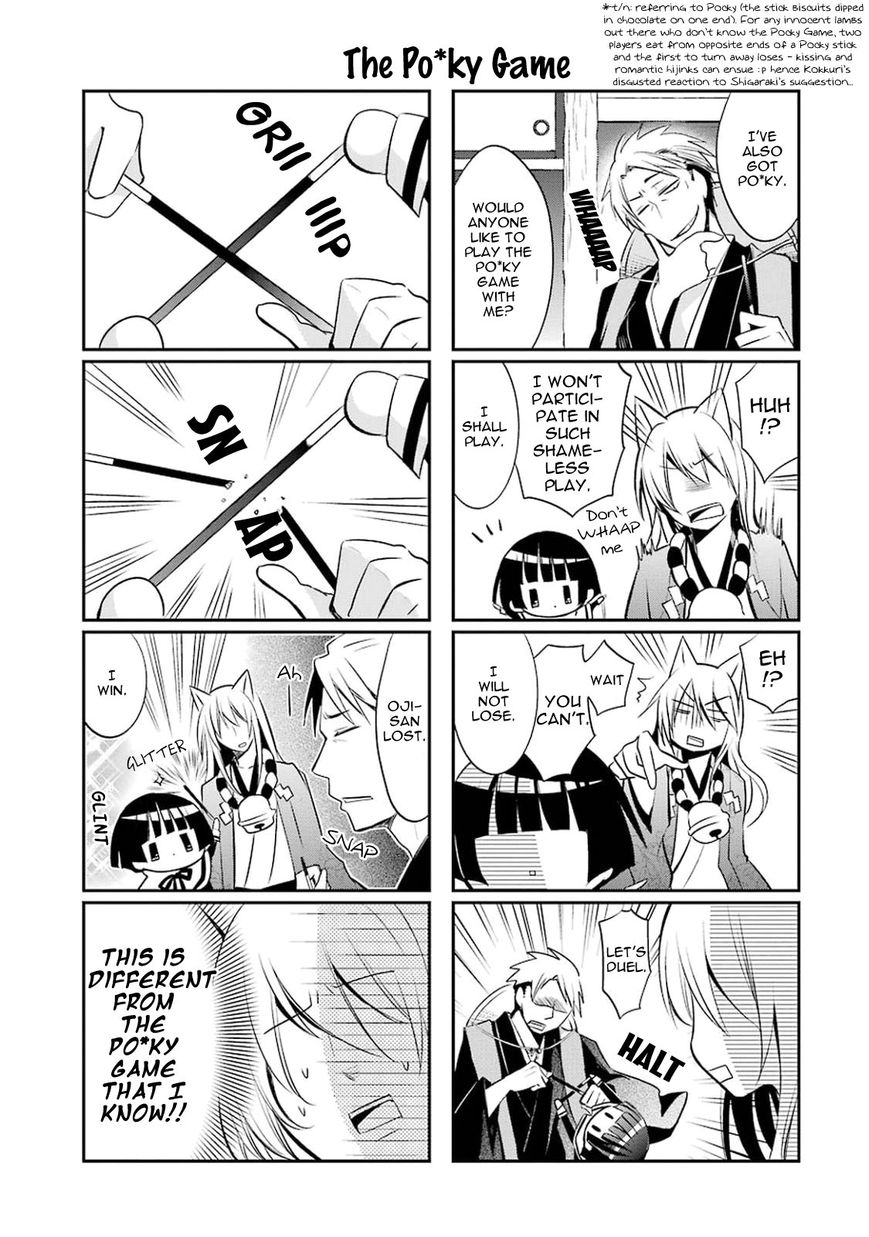 *t/n: referring to Pocky (the stick biscuits dipped
in chocolate on one end). For any innocent lambs
out there who don't know the Pocky Game, two
players eat from opposite ends of a Pocky stick
and the first to turn away loses - kissing and
romantic hijinks can ensue :p hence Kokkuri's
disgusted reaction to Shigaraki's suggestion...
The Po*ky Game
I'VE
ALSO
GOT
PO*KY.
WHAAAAP
WOULD
ANYONE
LIKE TO
PLAY THE
PO*KY
GAME
WITH
ME?
HUH
!?
I WON'T
PARTICI-
PATE IN
SUCH
SHAME-
LESS
PLAY.
Don't
WHAAP
me
I
SHALL
PLAY.
EH
!?
WAIT
YOU
CAN'T.
I
WILL
NOT
LOSE.
LET'S
DUEL.
HALT
GRII
IIIP
SN
AP
OJI-
SAN
LOST.
Ah
SNAP
I
WIN.
GLITTER
GLINT
THIS IS
DIFFERENT
FROM
THE
PO*KY
GAME
THAT I
KNOW!!